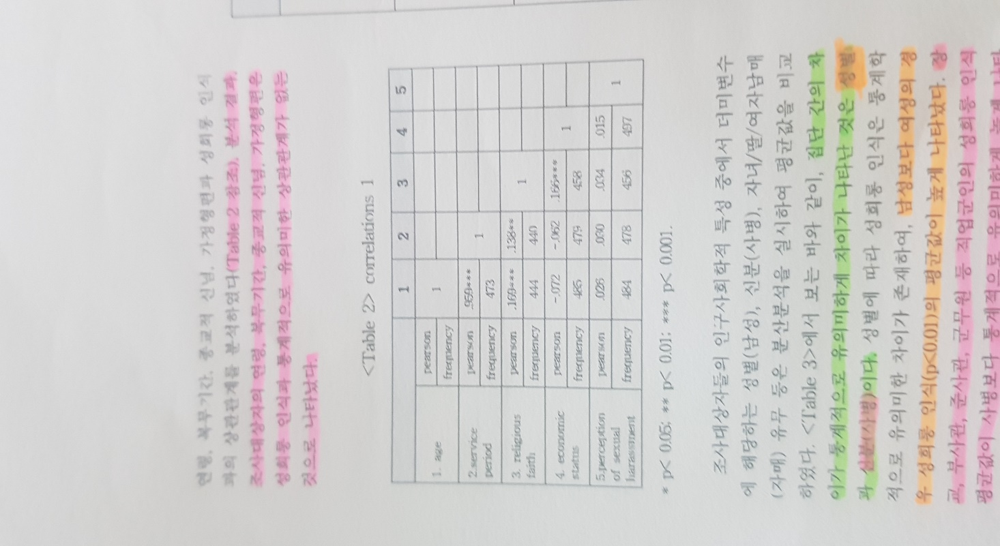 연령, 복무기간, 종교적 신념, 가정형편과 성희롱 인식
과의 상관관계를 분석하였다(Table 2 참조). 분석 결과,
조사대상자의 연령, 복무기간, 종교적 신념, 가정형편은
성희롱 인식과 통계적으로 유의미한 상관관계가 없는
것으로 나타났다.
<Table 2> correlations 1
1 2 3 4 5
1. age pearson 1
frequency
2.service period pearson .959*** 1
frequency 473
3. religious faith pearson .169*** .138** 1
frequency 444 440
4. economic status pearson -.072 -.062 .166*** 1
frequency 485 479 458
5.perception of sexual harassment pearson .026 .030 .034 .015 1
frequency 484 478 456 497
* p< 0.05; ** p< 0.01; *** p< 0.001.
조사대상자들의 인구사회학적 특성 중에서 더미변수
에 해당하는 성별(남성), 신분(사병), 자녀/딸/여자남매
(자매) 유무 등은 분산분석을 실시하여 평균값을 비교
하였다. <Table 3>에서 보는 바와 같이, 집단 간의 차
이가 통계적으로 유의미하게 차이가 나타난 것은 성별
과 신분(사병)이다. 성별에 따라 성희롱 인식은 통계학
적으로 유의미한 차이가 존재하여, 남성보다 여성의 경
우 성희롱 인식(p<0.01)의 평균값이 높게 나타났다. 장
교, 부사관, 준사관, 군무원 등 직업군인의 성희롱 인식
평균값이 사병보다 통계적으로 유의미하게 높게 나타